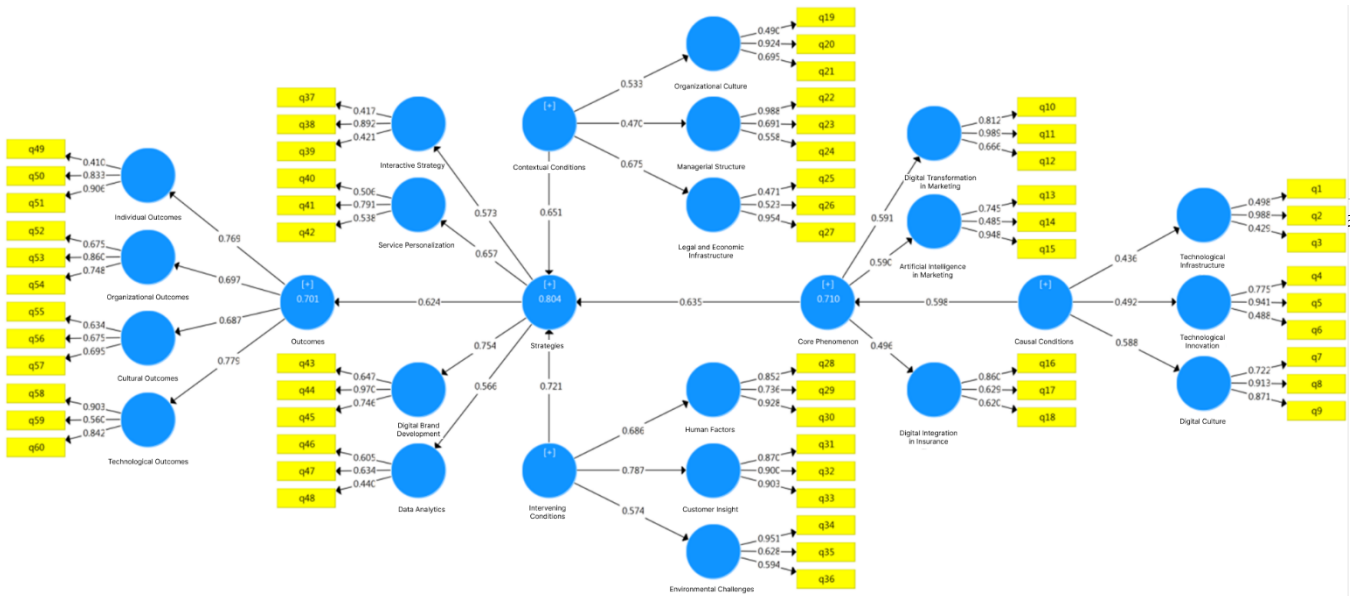 q49
q50
q51
0.410
0.833
0.906
Individual Outcomes
q52
q53
q54
0.675
0.860
0.748
Organizational Outcomes
q55
q56
q57
0.634
0.675
0.695
Cultural Outcomes
q58
q59
q60
0.903
0.560
0.842
Technological Outcomes
0.769
0.697
0.687
0.779
[+]
0.701
Outcomes
q37
q38
q39
0.417
0.892
0.421
Interactive Strategy
q40
q41
q42
0.506
0.791
0.538
Service Personalization
0.573
0.657
0.624
q43
q44
q45
0.647
0.970
0.746
Digital Brand
Development
q46
q47
q48
0.605
0.634
0.440
Data Analytics
0.754
0.566
[+]
Contextual Conditions
0.651
[+]
0.804
Strategies
0.721
[+]
Intervening
Conditions
0.533
0.470
0.675
Organizational Culture
0.490
0.924
0.695
q19
q20
q21
Managerial Structure
0.988
0.691
0.558
q22
q23
q24
Legal and Economic
Infrastructure
0.471
0.523
0.954
q25
q26
q27
0.635
0.686
0.787
0.574
Human Factors
0.852
0.736
0.928
q28
q29
q30
Customer Insight
0.870
0.900
0.903
q31
q32
q33
Environmental Challenges
0.951
0.628
0.594
q34
q35
q36
[+]
0.710
Core Phenomenon
0.591
0.590
0.496
Digital Transformation
in Marketing
0.812
0.989
0.666
q10
q11
q12
Artificial Intelligence
in Marketing
0.745
0.485
0.948
q13
q14
q15
Digital Integration
in Insurance
0.860
0.629
0.620
q16
q17
q18
0.598
[+]
Causal Conditions
0.436
0.492
0.588
Technological
Infrastructure
0.498
0.988
0.429
q1
q2
q3
Technological
Innovation
0.775
0.941
0.488
q4
q5
q6
Digital Culture
0.722
0.913
0.871
q7
q8
q9